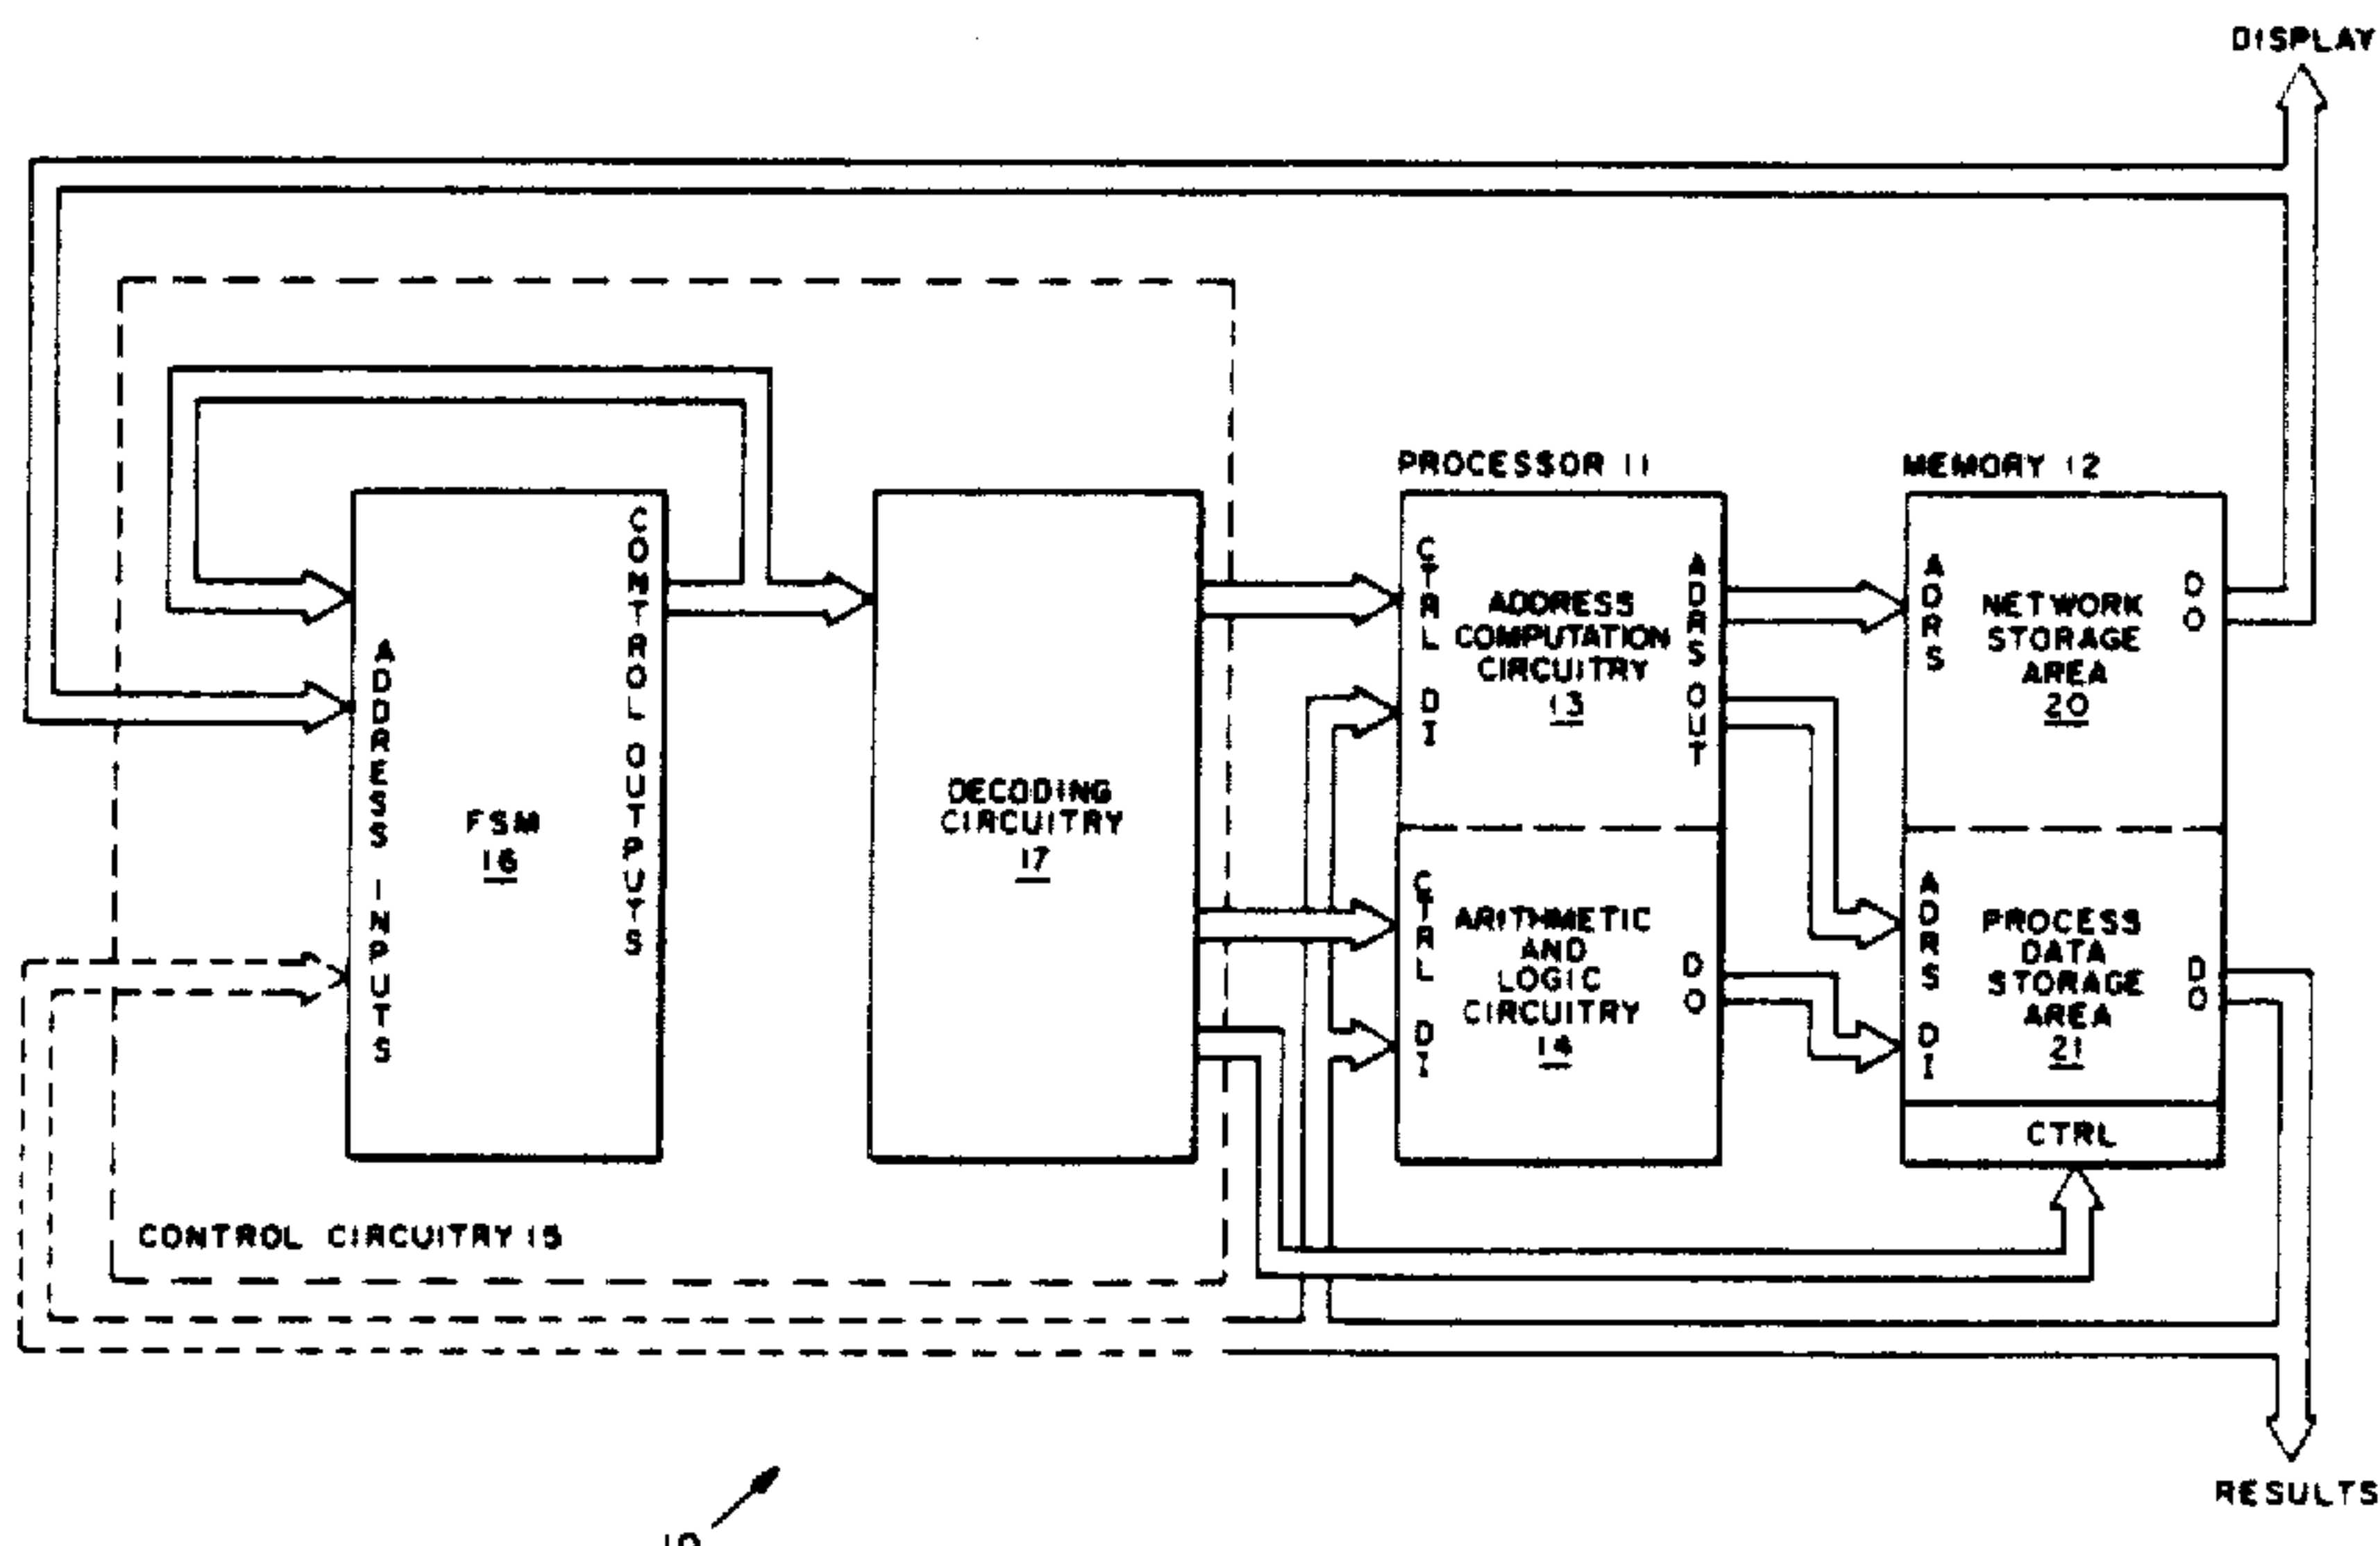 DISPLAY
PROCESSOR 11
MEMORY 12
ADDRESS INPUTS
FSM
16
CONTROL OUTPUTS
DECODING
CIRCUITRY
17
CTRL
DI
ADDRESS
COMPUTATION
CIRCUITRY
13
ADRS OUT
ADRS
NETWORK
STORAGE
AREA
20
DO
CTRL
DI
ARITHMETIC
AND
LOGIC
CIRCUITRY
14
DO
ADRS
DI
PROCESS
DATA
STORAGE
AREA
21
DO
CTRL
CONTROL CIRCUITRY 15
RESULTS
10